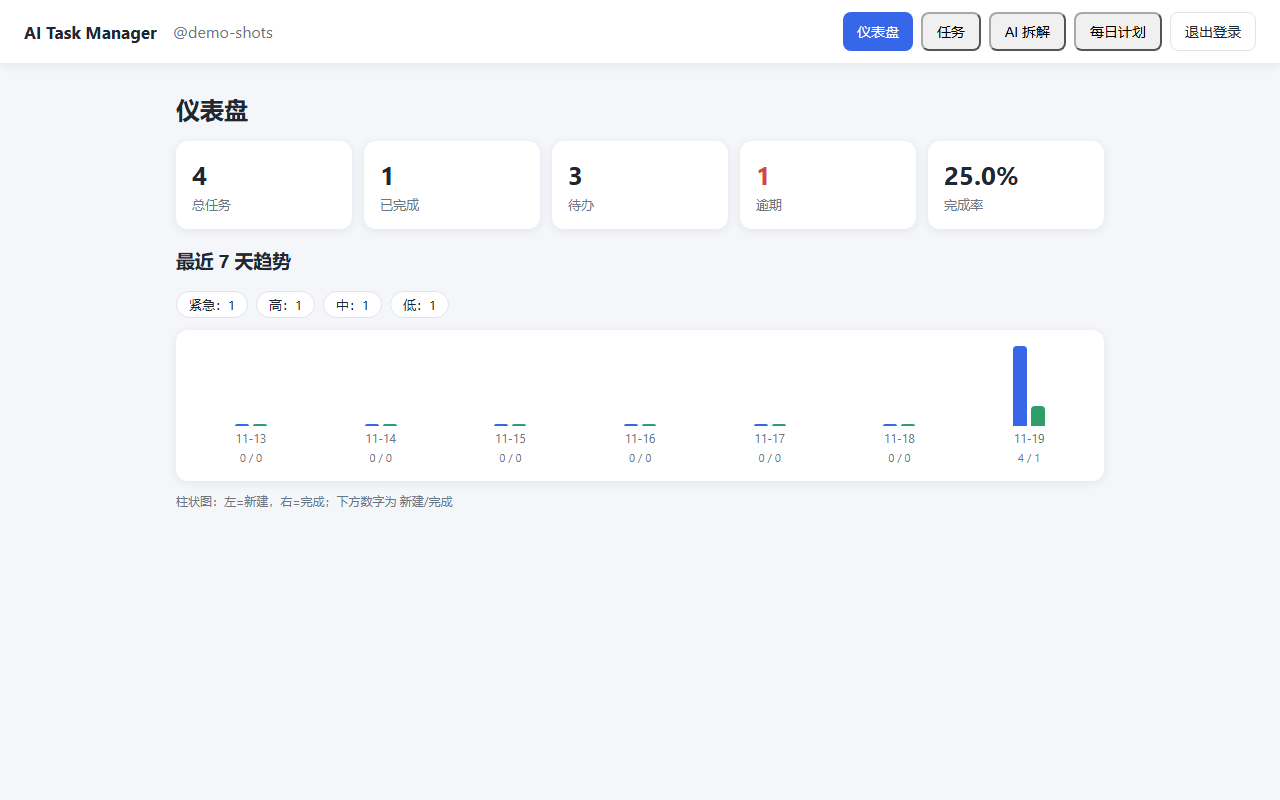 AI Task Manager @demo-shots 仪表盘 任务 AI 拆解 每日计划 退出登录
仪表盘
4 1 3 1 25.0%
总任务 已完成 待办 逾期 完成率
最近 7 天趋势
紧急：1 高：1 中：1 低：1
11-13 11-14 11-15 11-16 11-17 11-18 11-19
0 / 0 0 / 0 0 / 0 0 / 0 0 / 0 0 / 0 4 / 1
柱状图：左=新建，右=完成；下方数字为 新建/完成